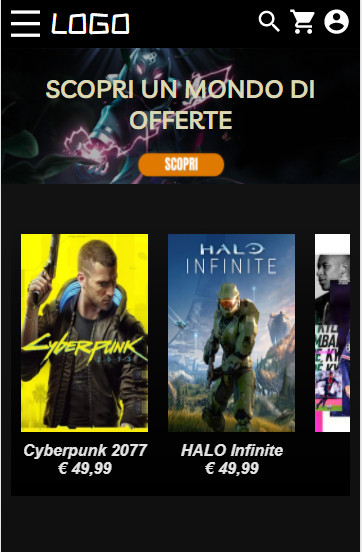 LOGO
SCOPRI UN MONDO DI
OFFERTE
SCOPRI
Cyberpunk
HALO
INFINITE
Cyberpunk 2077
€ 49,99
HALO Infinite
€ 49,99